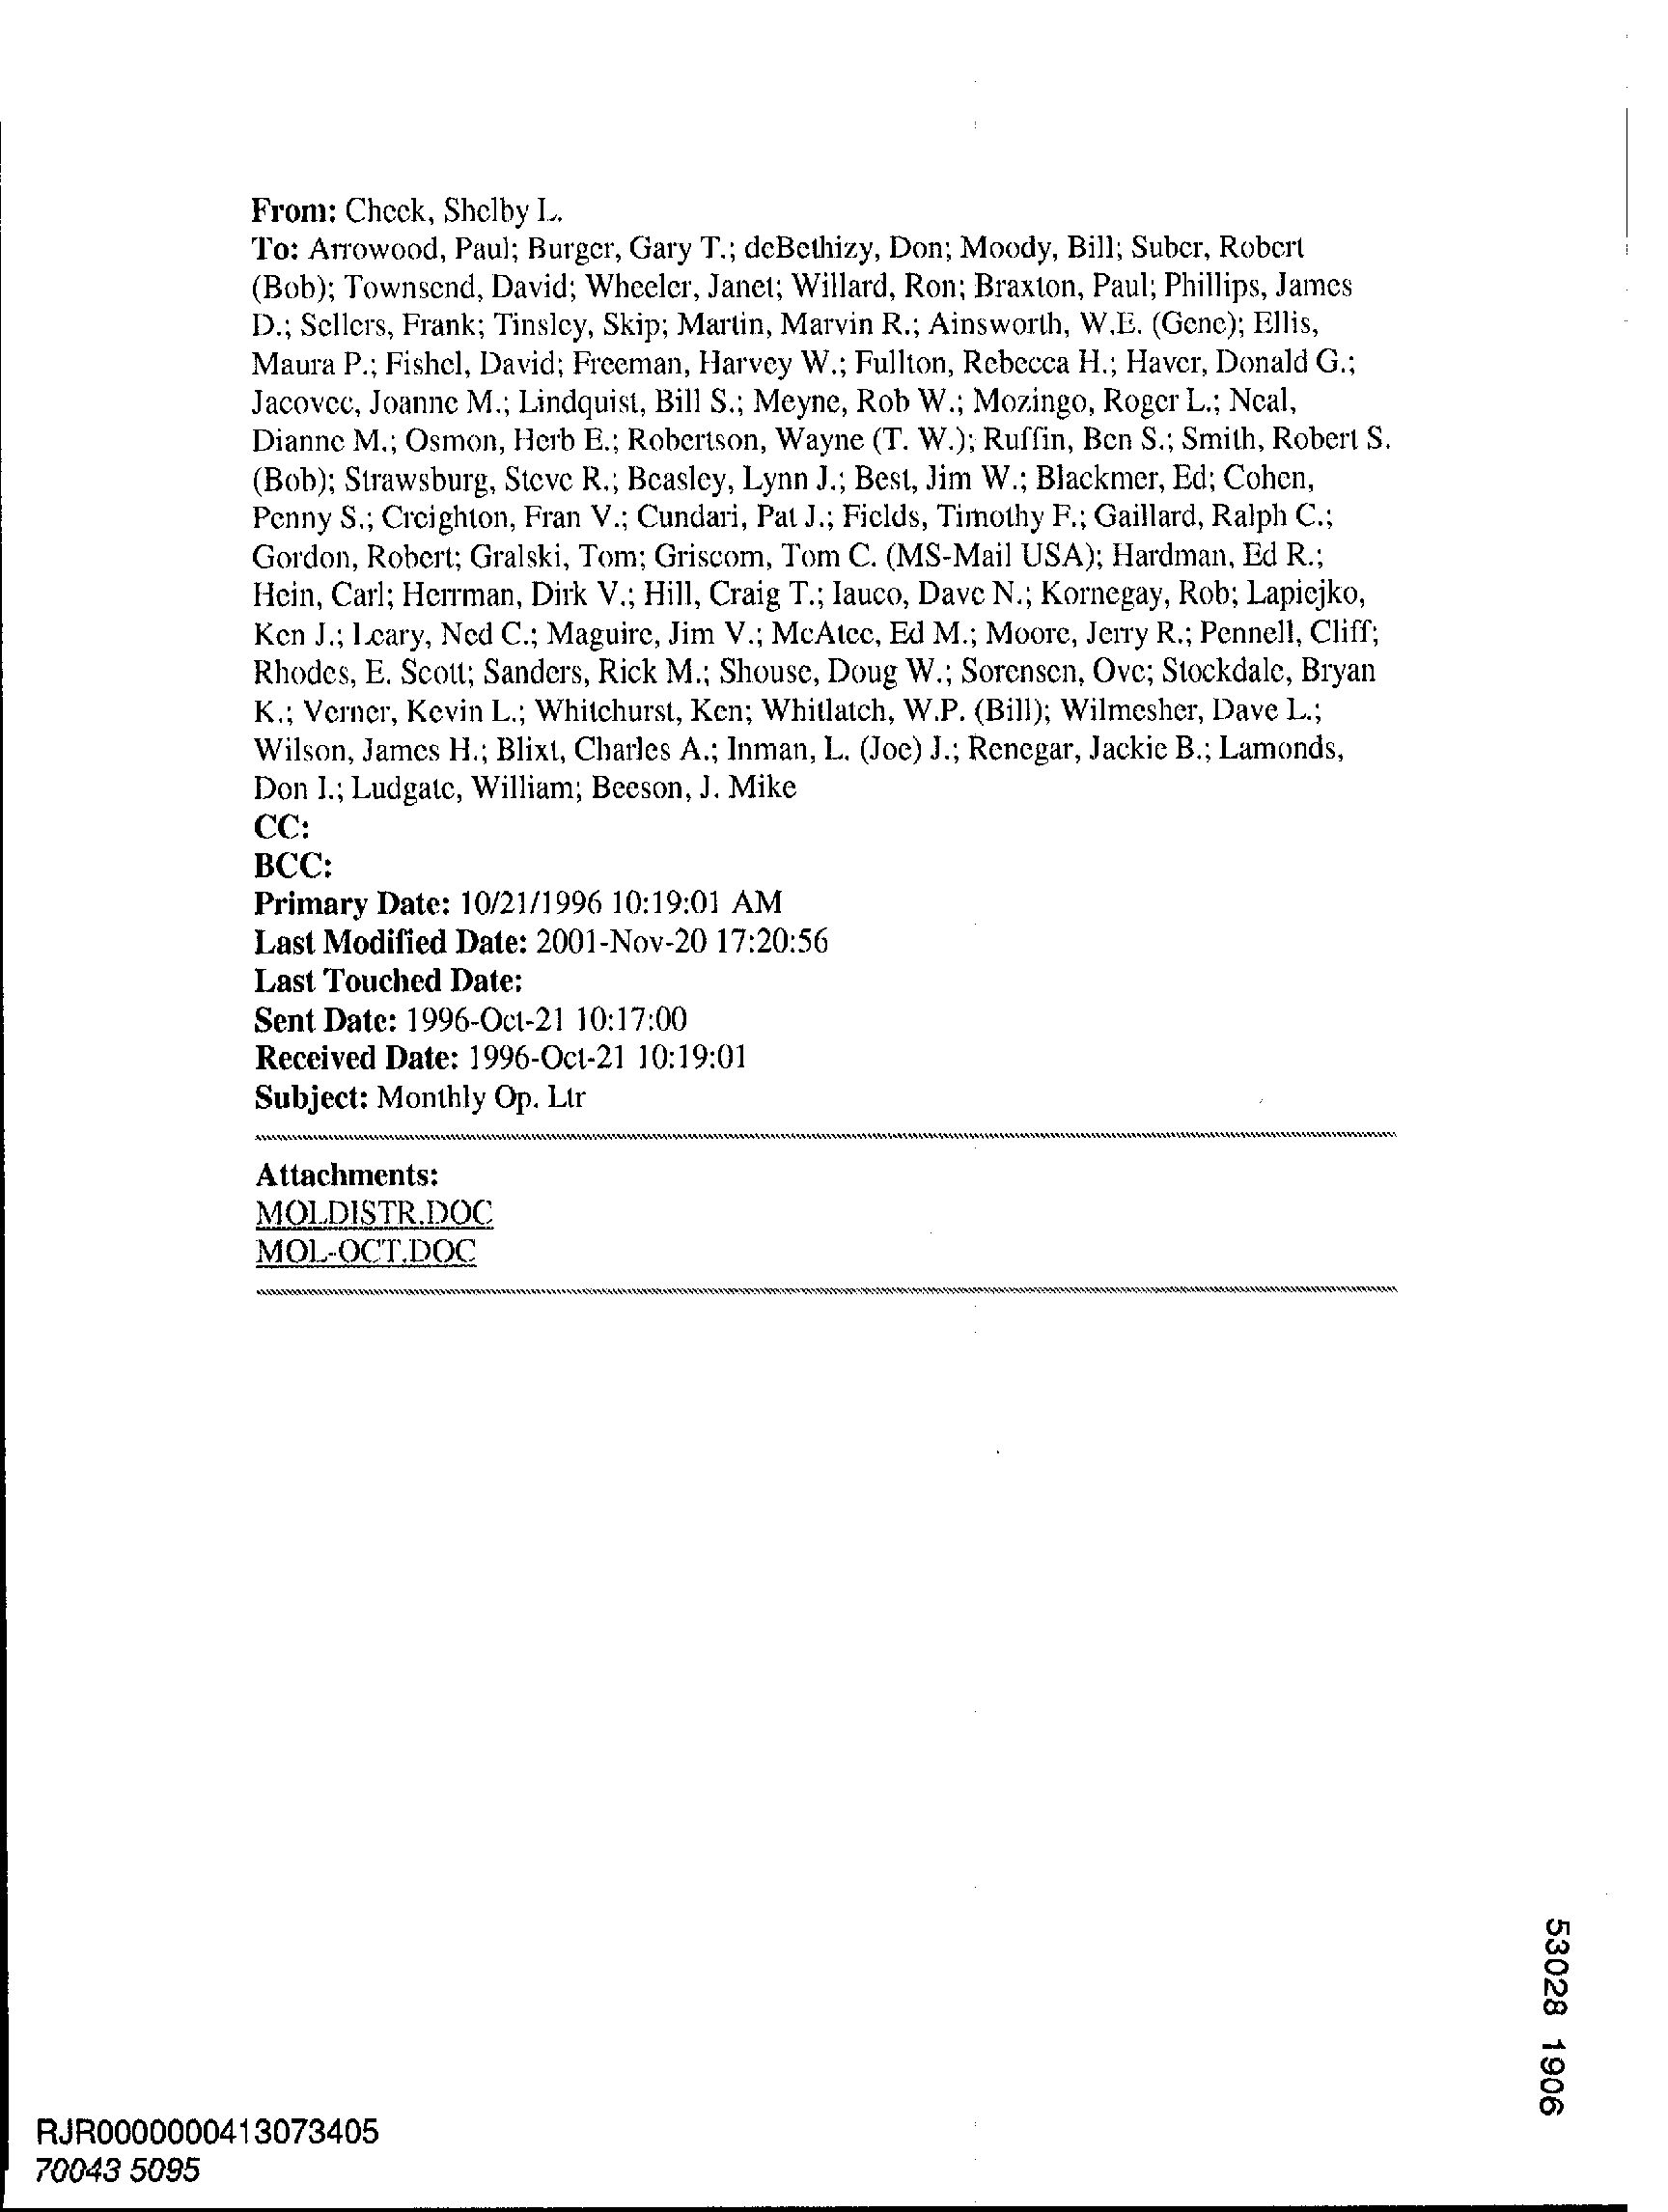 From: Cheek, Shelby L.
To: Arrowood, Paul; Burger, Gary T.; deBethizy, Don; Moody, Bill; Suber, Robert
(Bob); Townsend, David; Wheeler, Janet; Willard, Ron; Braxton, Paul; Phillips, James
D.; Sellers, Frank; Tinsley, Skip; Martin, Marvin R.; Ainsworth, W.E. (Gene); Ellis,
Maura P.; Fishel, David; Freeman, Harvey W.; Fullton, Rebecca H.; Haver, Donald G.;
Jacovec, Joanne M.; Lindquist, Bill S.; Meyne, Rob W.; Mozingo, Roger L.; Neal,
Dianne M.; Osmon, Herb E.; Robertson, Wayne (T. W.); Ruffin, Ben S.; Smith, Robert S.
(Bob); Strawsburg, Steve R.; Beasley, Lynn J.; Best, Jim W.; Blackmer, Ed; Cohen,
Penny S.; Creighton, Fran V.; Cundari, Pat J.; Fields, Timothy F.; Gaillard, Ralph C.;
Gordon, Robert; Gralski, Tom; Griscom, Tom C. (MS-Mail USA); Hardman, Ed R.;
Hein, Carl; Herrman, Dirk V.; Hill, Craig T.; Iauco, Dave N.; Kornegay, Rob; Lapiejko,
Ken J.; Leary, Ned C.; Maguire, Jim V.; McAtee, Ed M.; Moore, Jerry R.; Pennell, Cliff;
Rhodes, E. Scott; Sanders, Rick M.; Shouse, Doug W.; Sorensen, Ove; Stockdale, Bryan
K.; Verner, Kevin L.; Whitehurst, Ken; Whitlatch, W.P. (Bill); Wilmesher, Dave L.;
Wilson, James H.; Blixt, Charles A.; Inman, L. (Joe) J.; Renegar, Jackie B.; Lamonds,
Don I.; Ludgate, William; Beeson, J. Mike
CC:
BCC:
Primary Date: 10/21/1996 10:19:01 AM
Last Modified Date: 2001-Nov-20 17:20:56
Last Touched Date:
Sent Date: 1996-Oct-21 10:17:00
Received Date: 1996-Oct-21 10:19:01
Subject: Monthly Op. Ltr
Attachments:
MOLDISTR.DOC
MOL-OCT.DOC
53028 1906
RJR0000000413073405
70043 5095